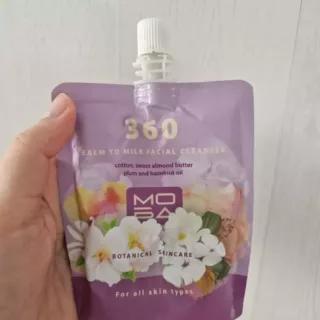 360
BALM TO MILK FACIAL CLEANSER
cotton, sweet almond butter
plum and hazelnut oil
MO
RA
BOTANICAL SKINCARE
For all skin types